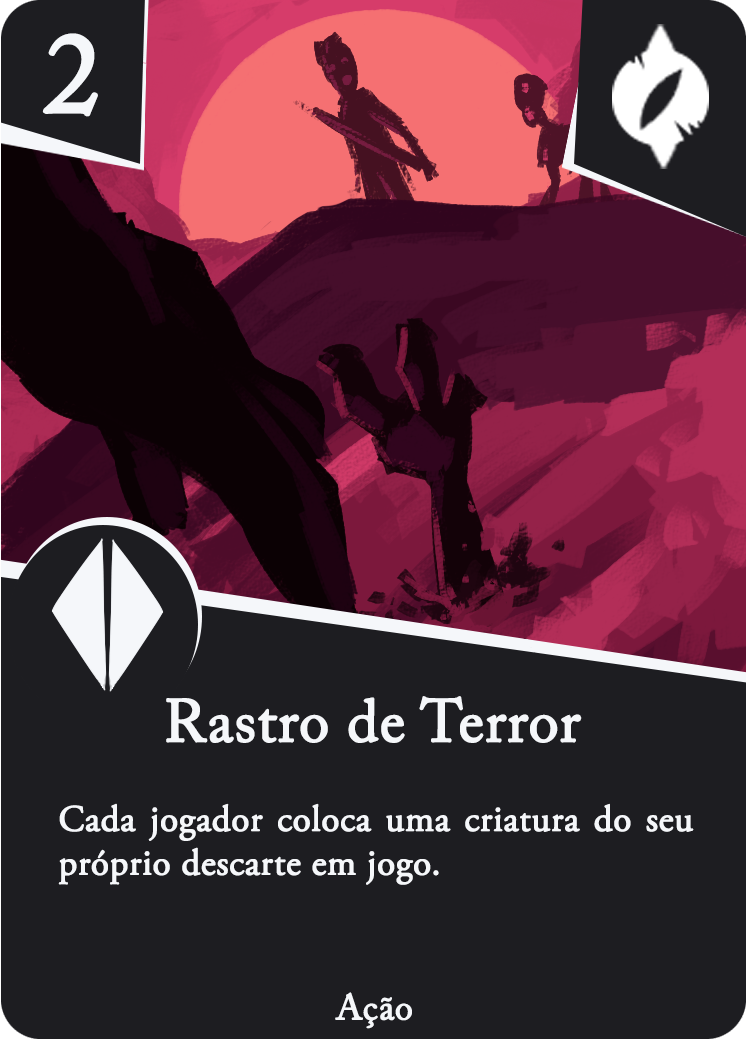 2
Rastro de Terror
Cada jogador coloca uma criatura do seu
próprio descarte em jogo.
Ação